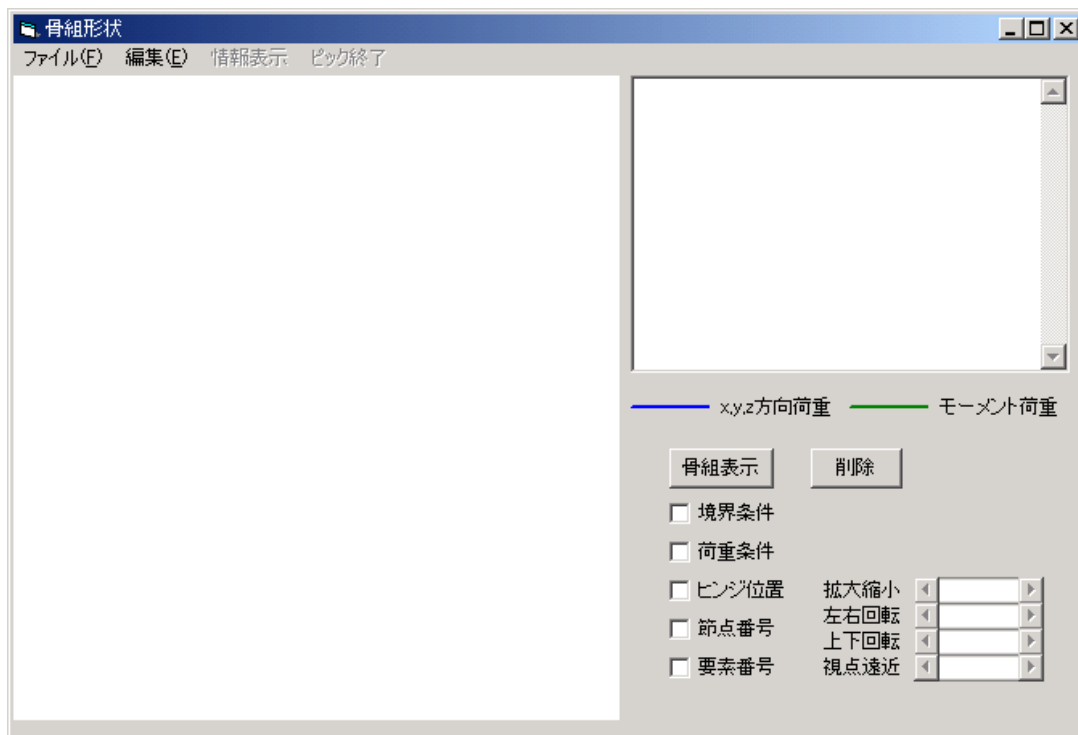 骨組形状
ファイル(F) 編集(E) 情報表示 ピック終了
x,y,z方向荷重 モーメント荷重
骨組表示 削除
境界条件
荷重条件
ヒンジ位置
節点番号
要素番号
拡大縮小
左右回転
上下回転
視点遠近